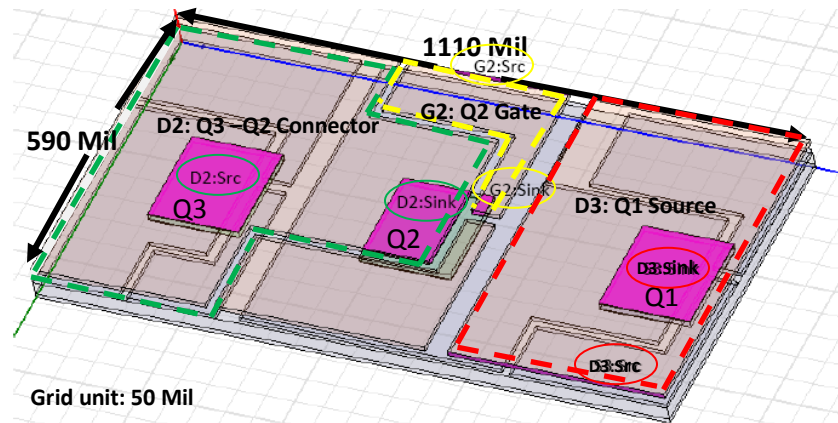 1110 Mil
G2:Src
590 Mil
D2: Q3 –Q2 Connector
G2: Q2 Gate
D2:Src
Q3
D2:Sink
G2:Sink
Q2
D3: Q1 Source
D3:Sink
Q1
D3:Src
Grid unit: 50 Mil